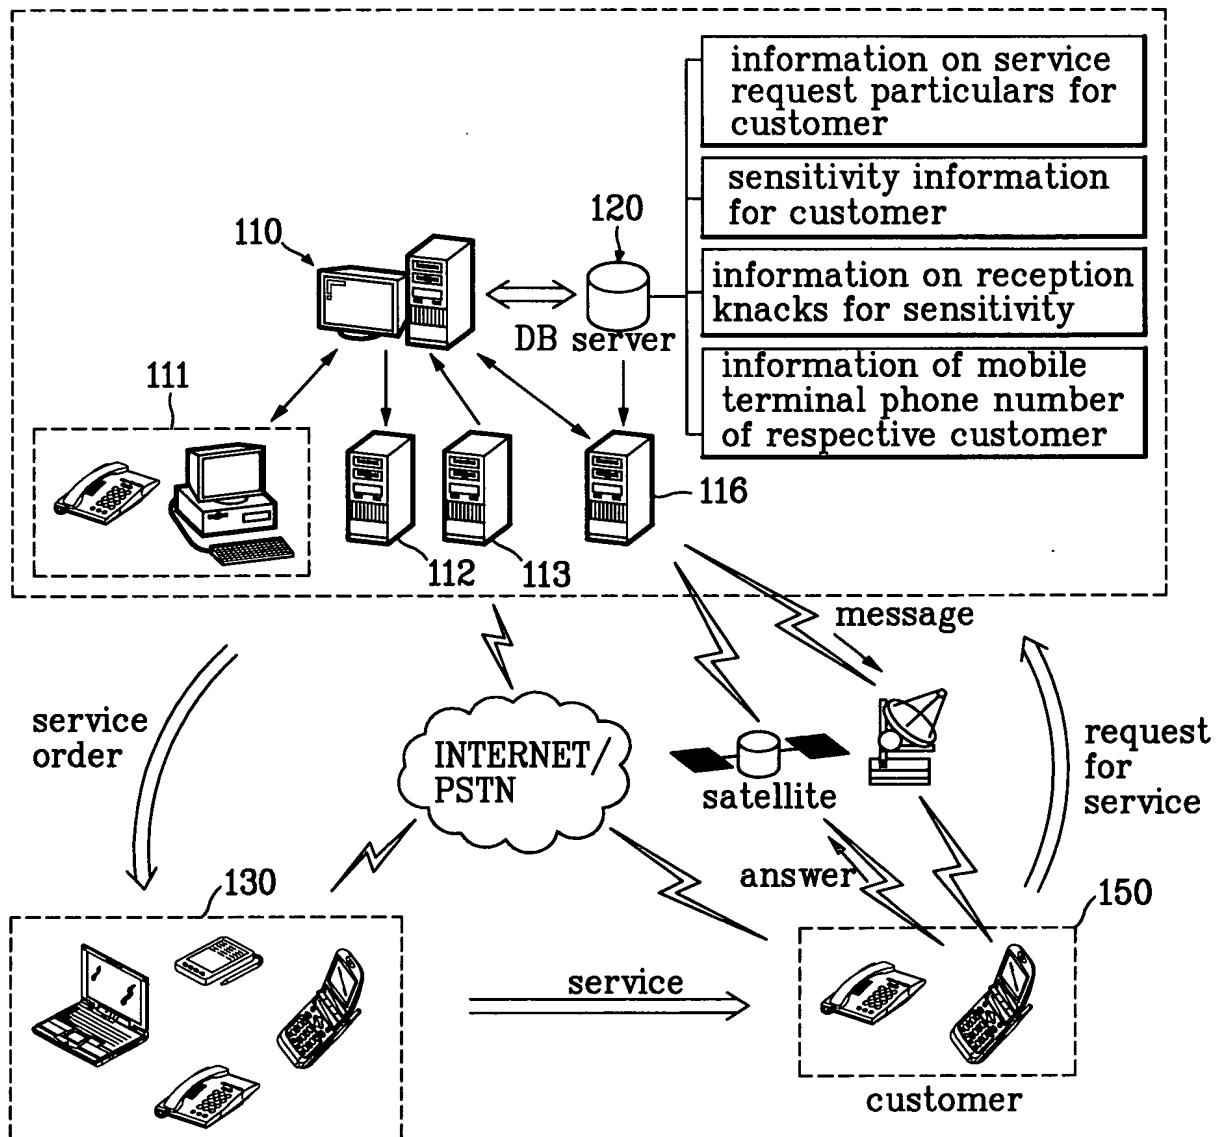 information on service
request particulars for
customer
sensitivity information
for customer
120
110
information on reception
knacks for sensitivity
DB server
information of mobile
terminal phone number
of respective customer
111
116
112
113
message
service
order
INTERNET/
PSTN
request
for
service
satellite
answer
130
150
service
customer